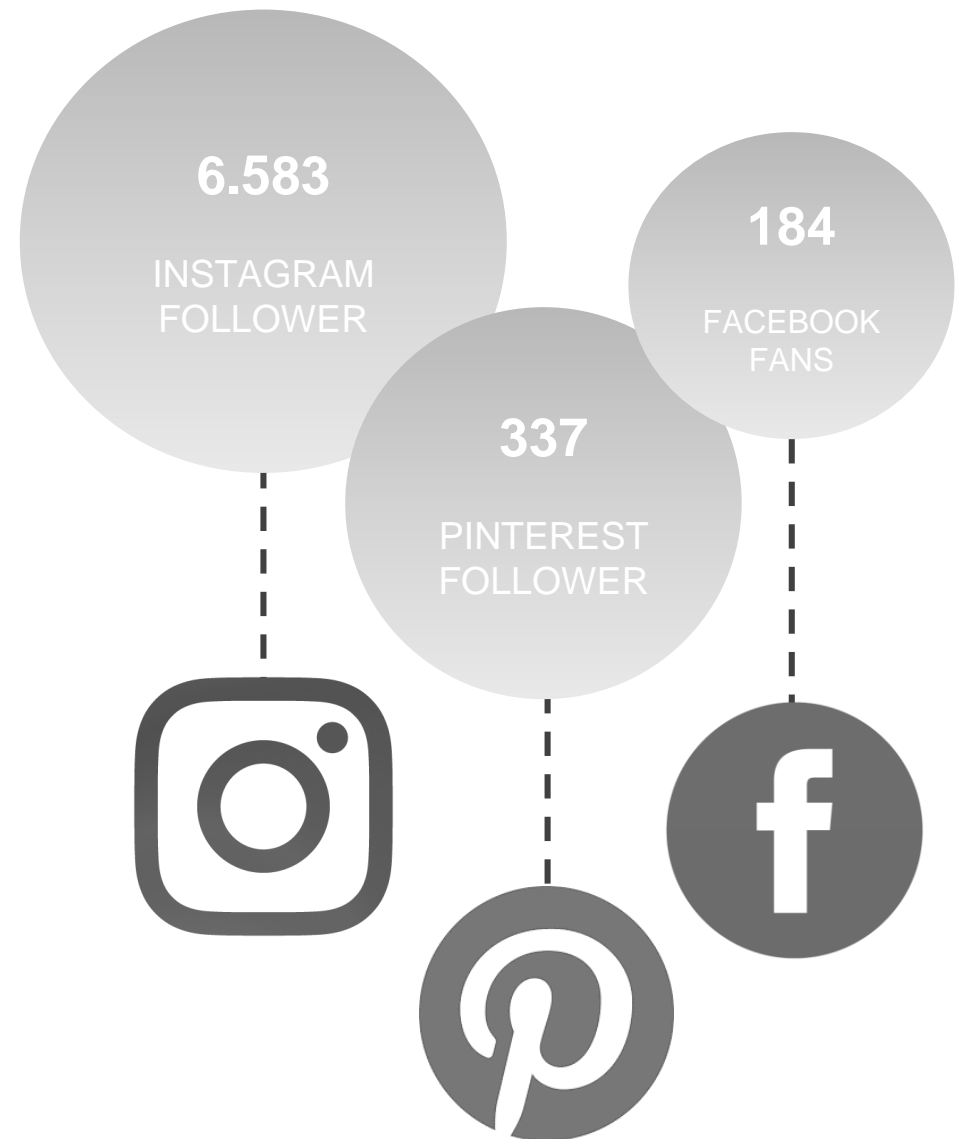 6.583
INSTAGRAM
FOLLOWER
184
FACEBOOK
FANS
337
PINTEREST
FOLLOWER